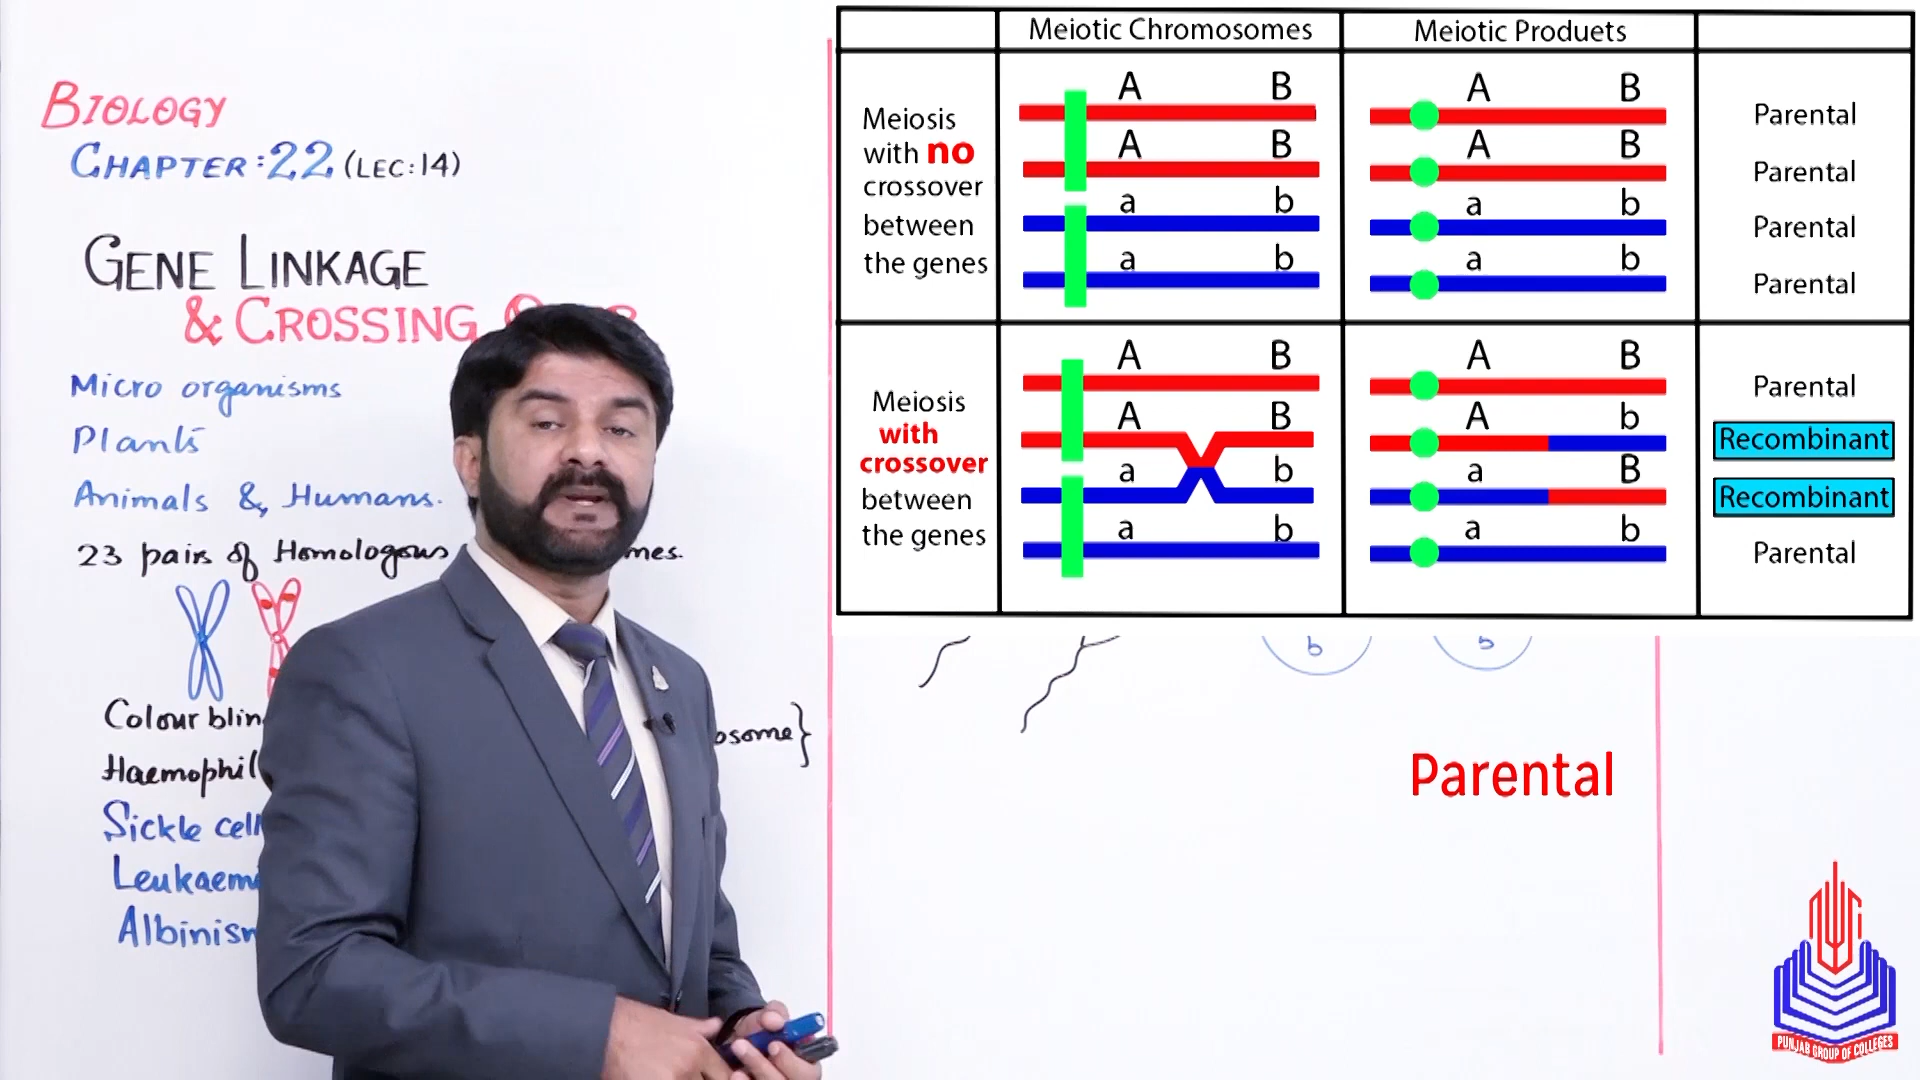 BIOLOGY
CHAPTER:22 (LEC:14)
GENE LINKAGE
& CROSSING
Micro organisms
Plants
Animals & Humans.
23 pairs of Homologous mes.
Colour blin
osome}
Haemophil
Sickle cell
Leukaem
Albinism
Meiotic Chromosomes Meiotic Produets
Meiosis
with no
crossover
between
the genes
A B
A B
a b
a b
A B
A B
a b
a b
Parental
Parental
Parental
Parental
Meiosis
with
crossover
between
the genes
A B
A B
a b
a b
A B
A b
a B
a b
Parental
Recombinant
Recombinant
Parental
b
Parental
PUNJAB GROUP OF COLLEGES